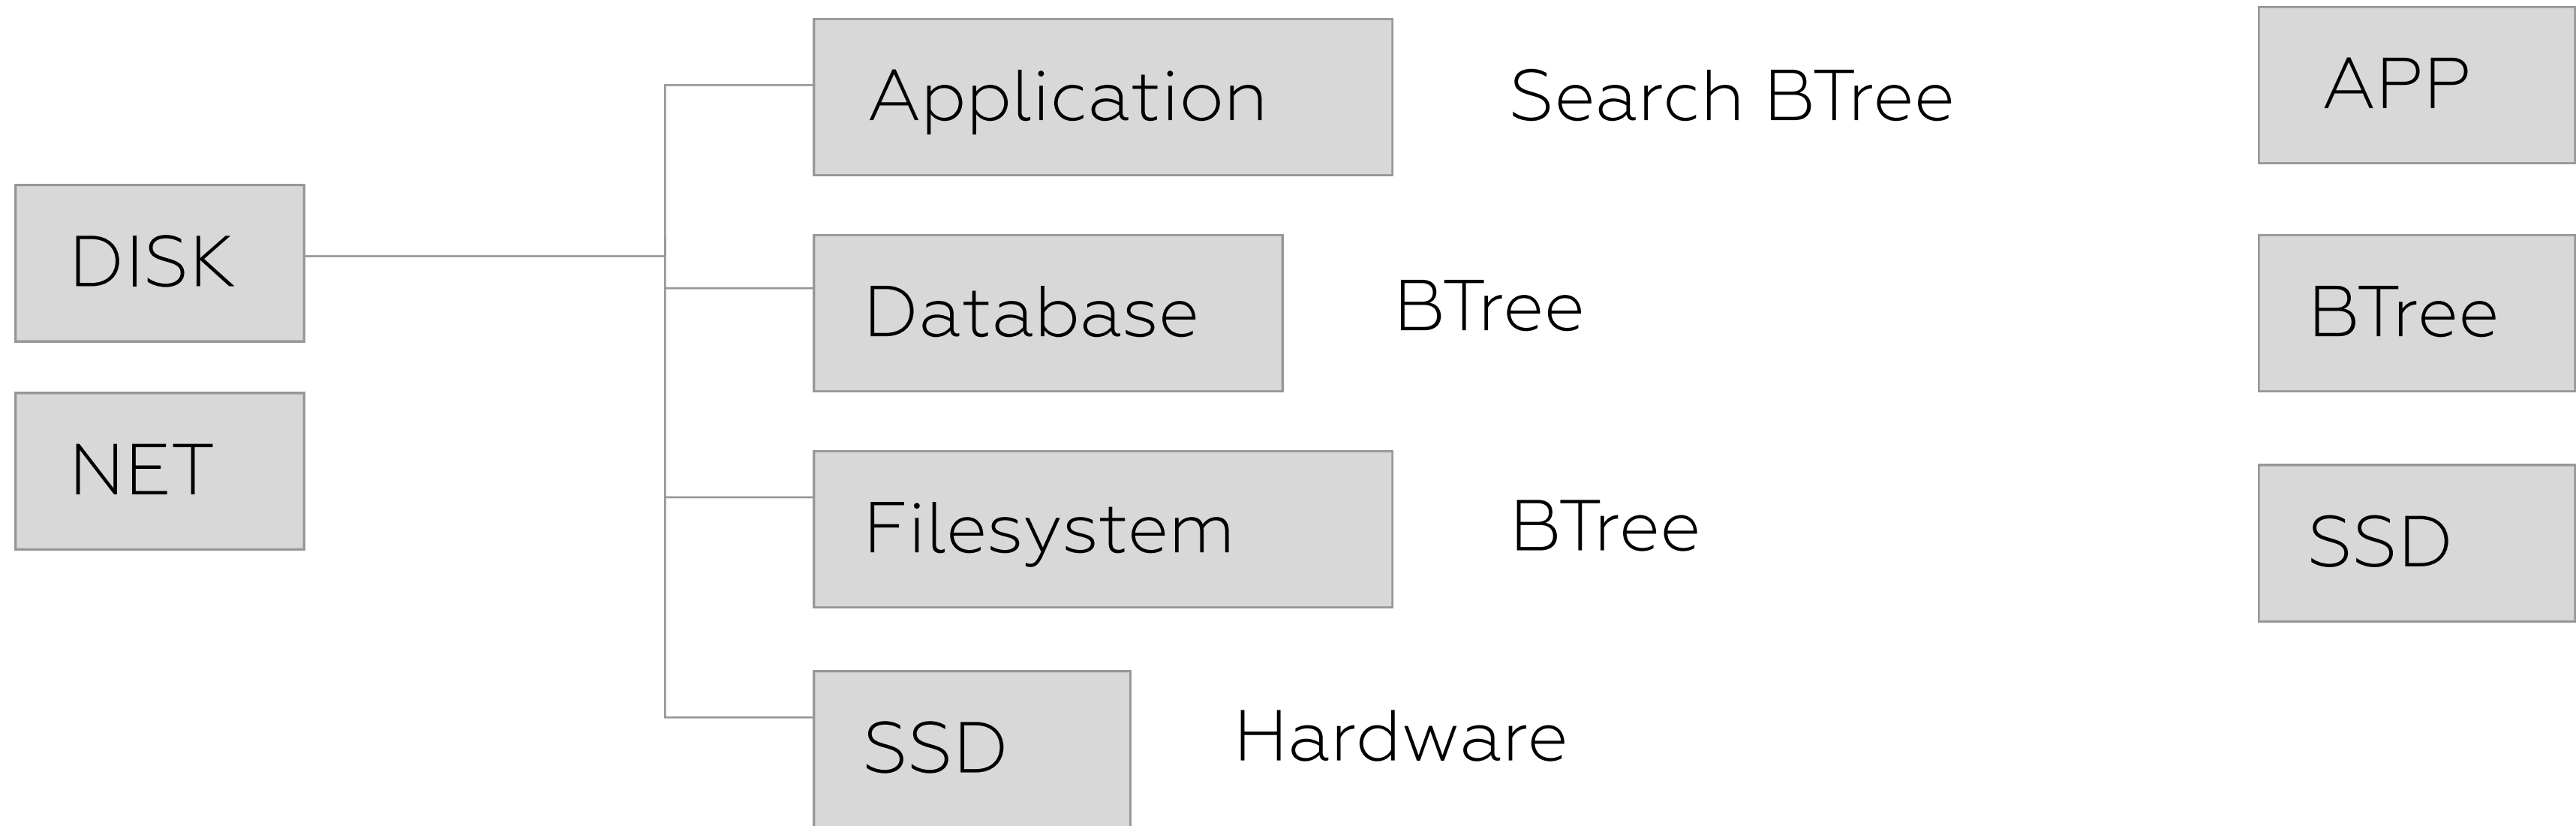 DISK
NET
Application
Search BTree
Database
BTree
Filesystem
BTree
SSD
Hardware
APP
BTree
SSD